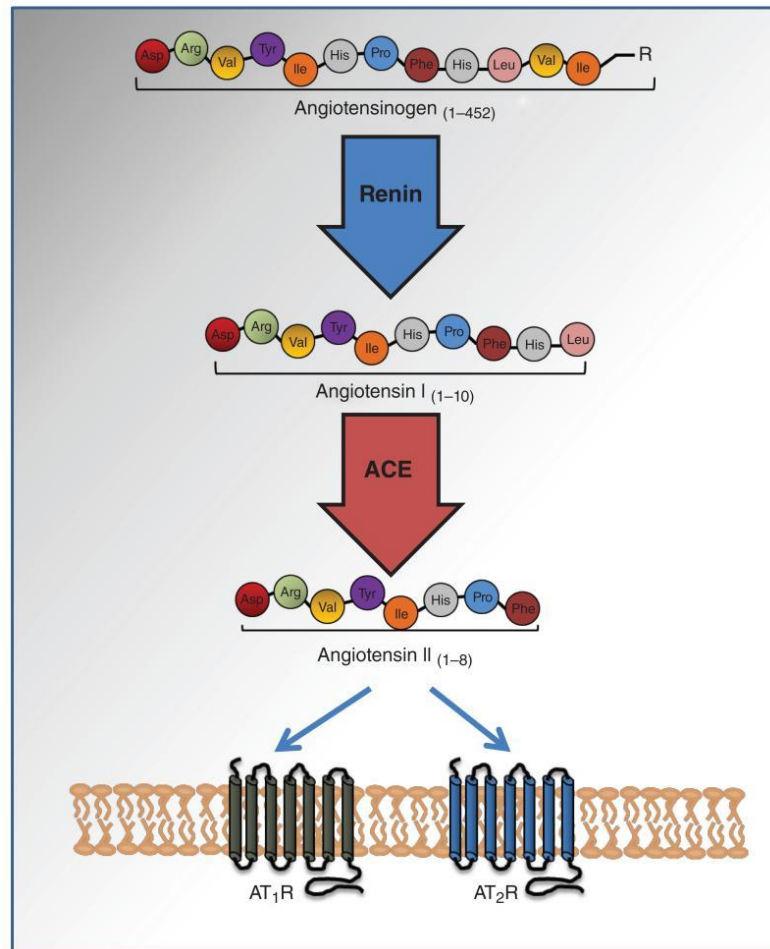 Asp Arg Val Tyr Ile His Pro Phe His Leu Val Ile R
Angiotensinogen (1–452)
Renin
Asp Arg Val Tyr Ile His Pro Phe His Leu
Angiotensin I (1–10)
ACE
Asp Arg Val Tyr Ile His Pro Phe
Angiotensin II (1–8)
AT1R AT2R